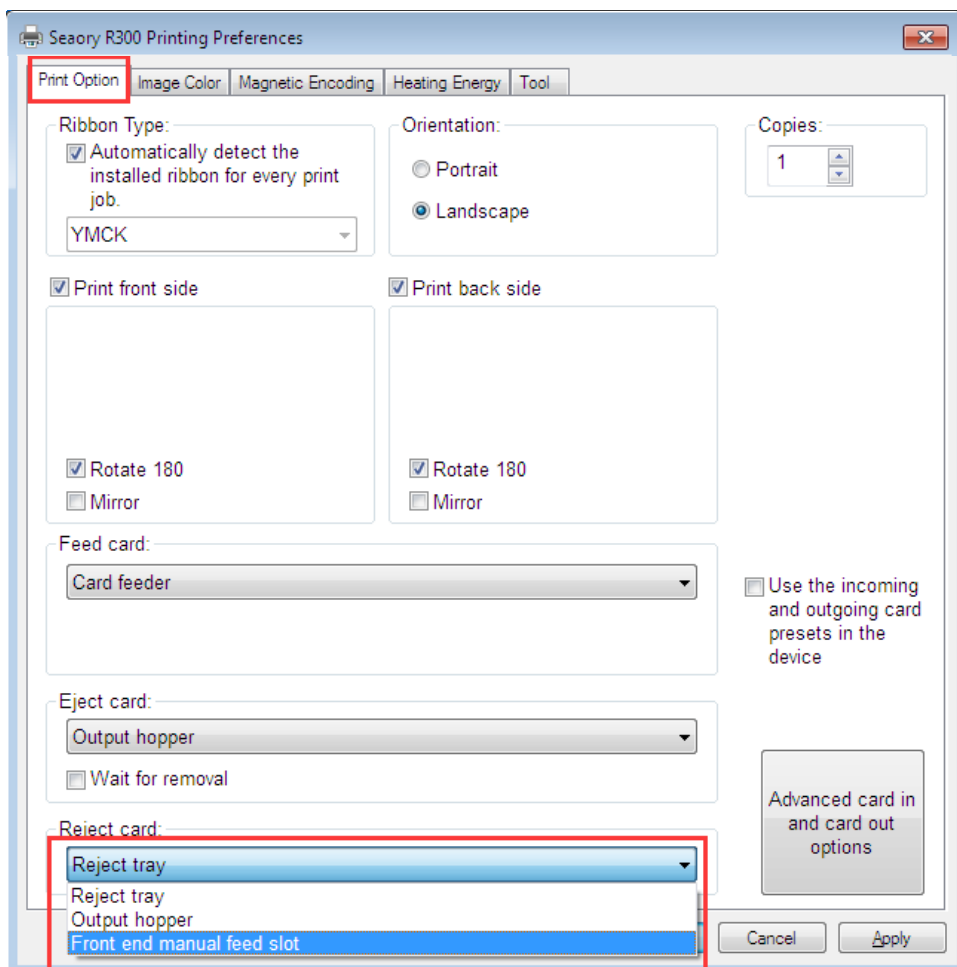 Seaory R300 Printing Preferences
Print Option
Image Color
Magnetic Encoding
Heating Energy
Tool
Ribbon Type:
Automatically detect the
installed ribbon for every print
job.
YMCK
Orientation:
Portrait
Landscape
Copies:
1
Print front side
Print back side
Rotate 180
Mirror
Rotate 180
Mirror
Feed card:
Card feeder
Use the incoming
and outgoing card
presets in the
device
Eject card:
Output hopper
Wait for removal
Advanced card in
and card out
options
Reject card:
Reject tray
Reject tray
Output hopper
Front end manual feed slot
Cancel
Apply